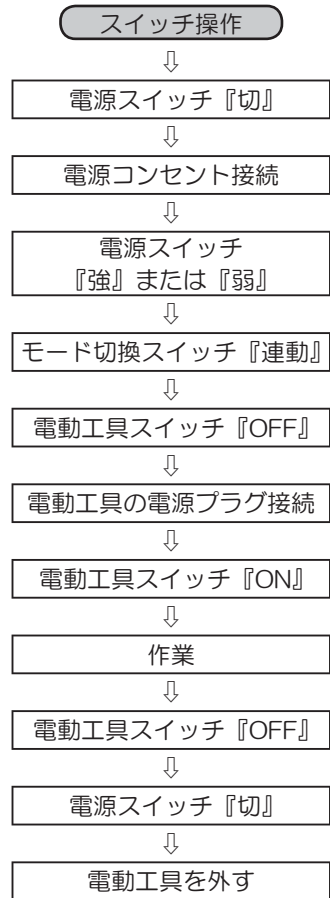 スイッチ操作
⇩
電源スイッチ『切』
⇩
電源コンセント接続
⇩
電源スイッチ
『強』または『弱』
⇩
モード切換スイッチ『連動』
⇩
電動工具スイッチ『OFF』
⇩
電動工具の電源プラグ接続
⇩
電動工具スイッチ『ON』
⇩
作業
⇩
電動工具スイッチ『OFF』
⇩
電源スイッチ『切』
⇩
電動工具を外す